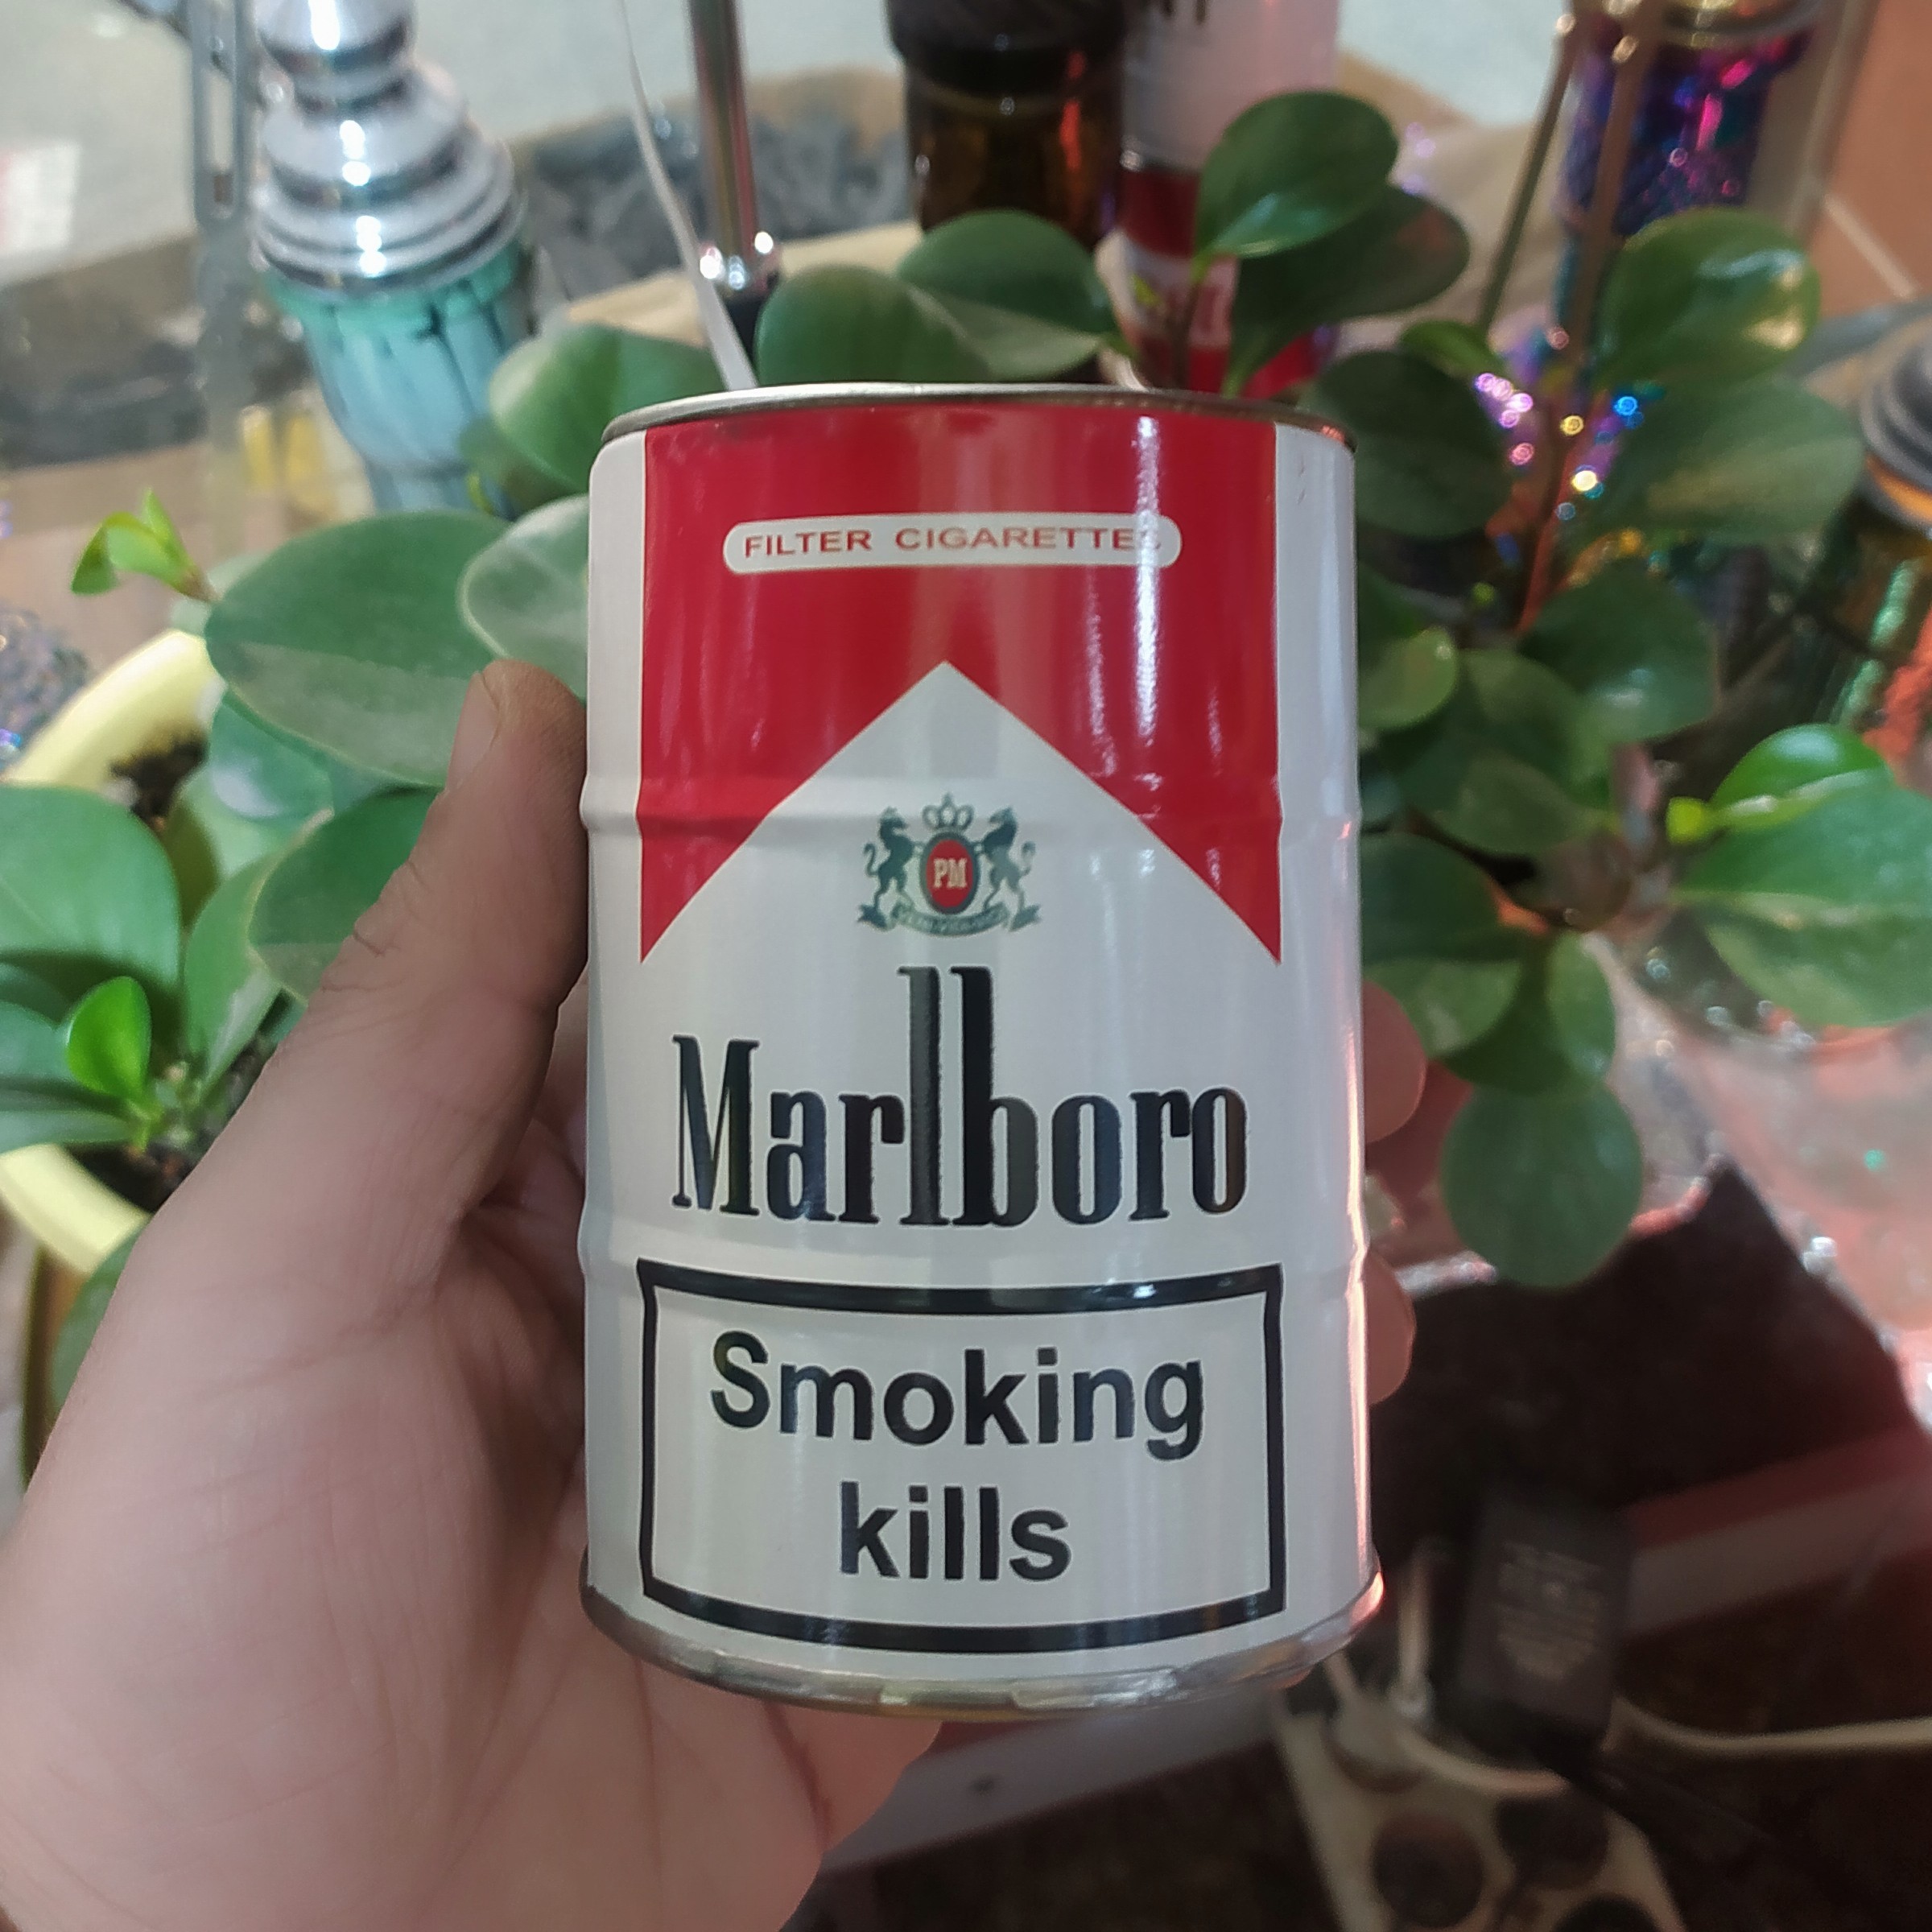 FILTER CIGARETTES
PM
Marlboro
Smoking
kills